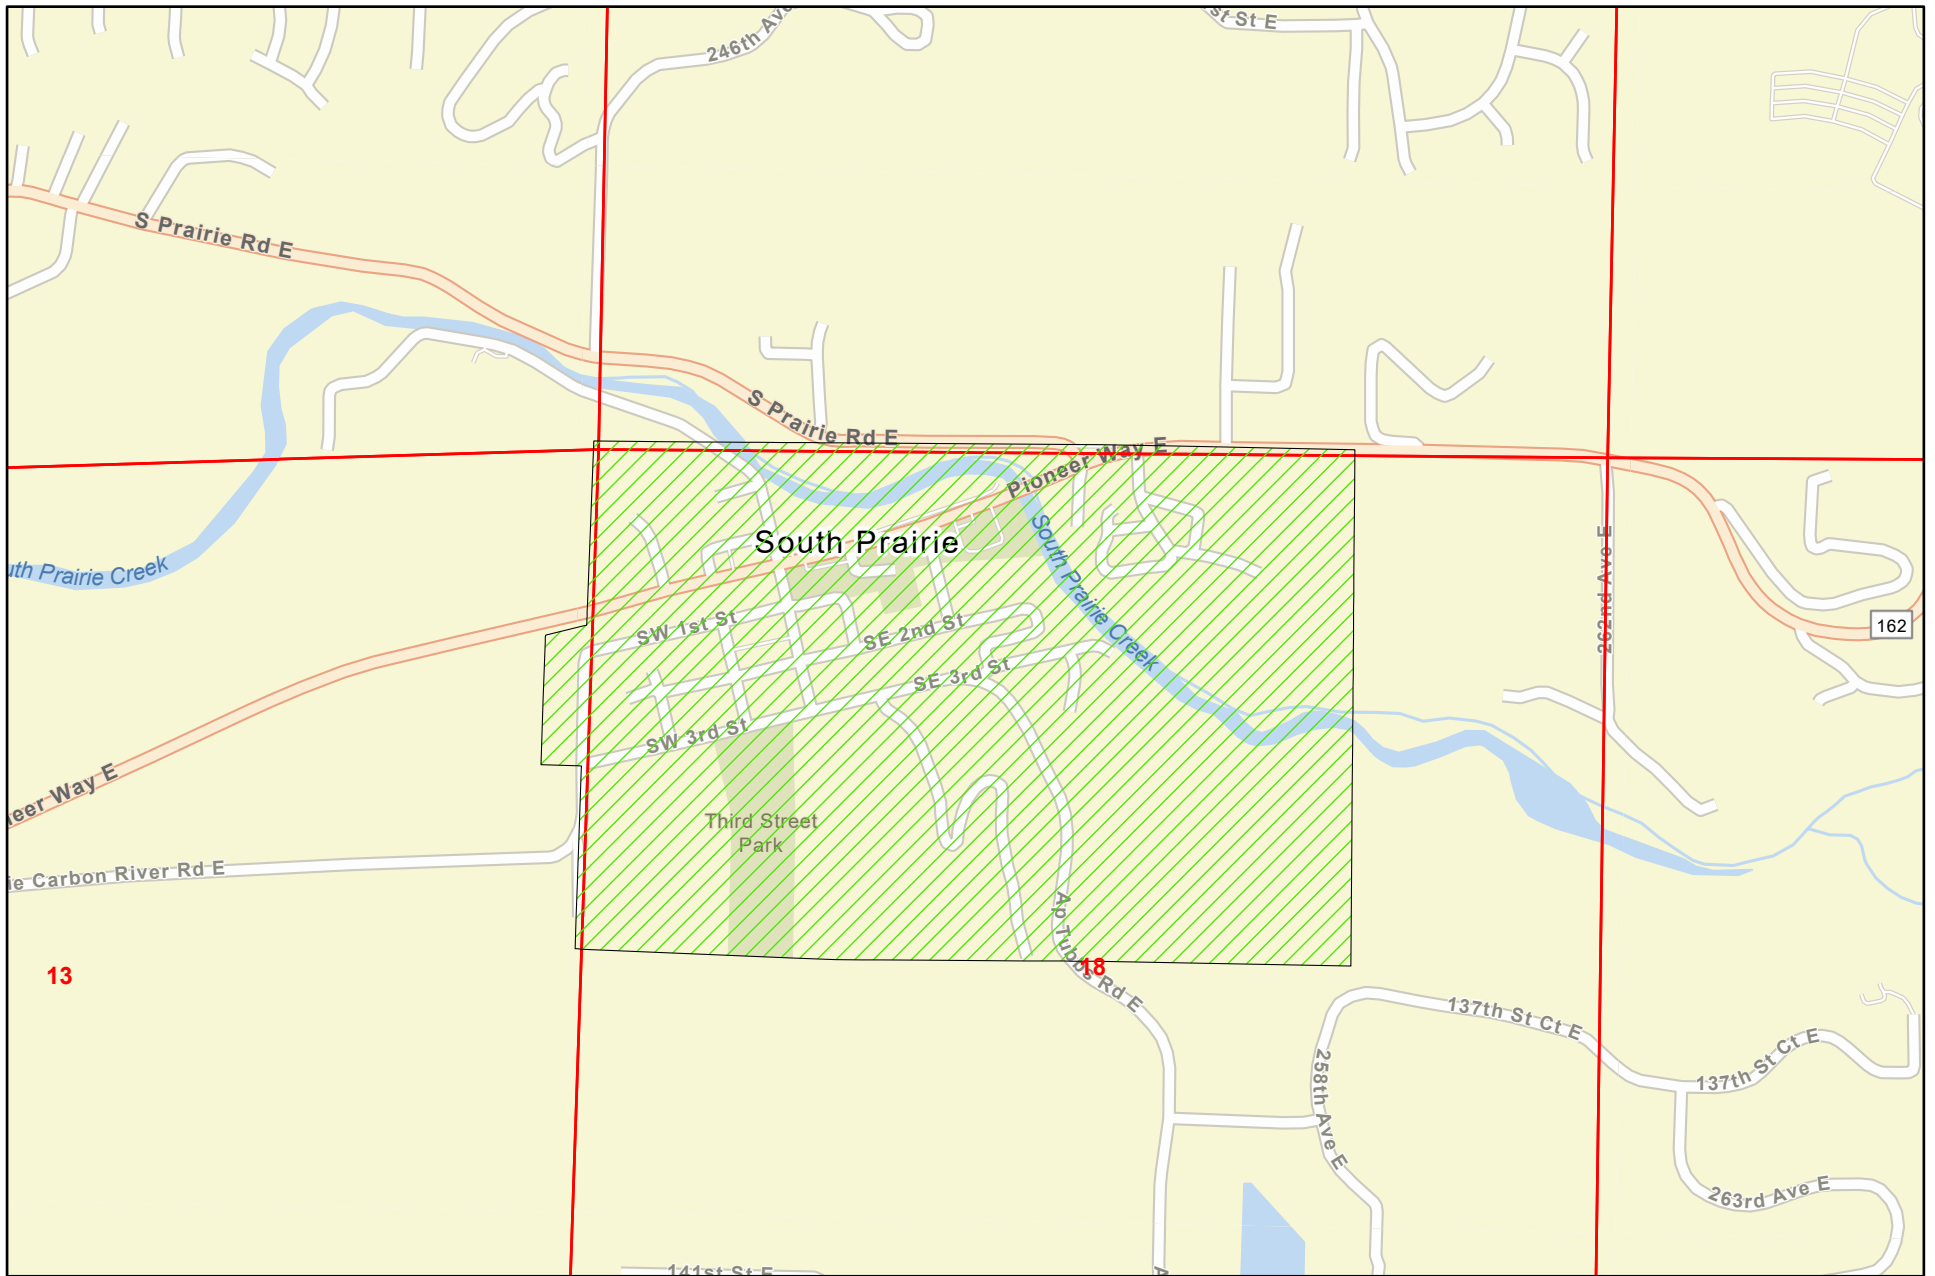 246th Ave
st St E
S Prairie Rd E
S Prairie Rd E
Pioneer Way E
South Prairie
South Prairie Creek
uth Prairie Creek
262nd Ave E
162
SW 1st St
SE 2nd St
SE 3rd St
SW 3rd St
eer Way E
Third Street
Park
ie Carbon River Rd E
Ap Tubbs Rd E
13
18
137th St Ct E
137th St Ct E
258th Ave E
263rd Ave E
141st St E
A